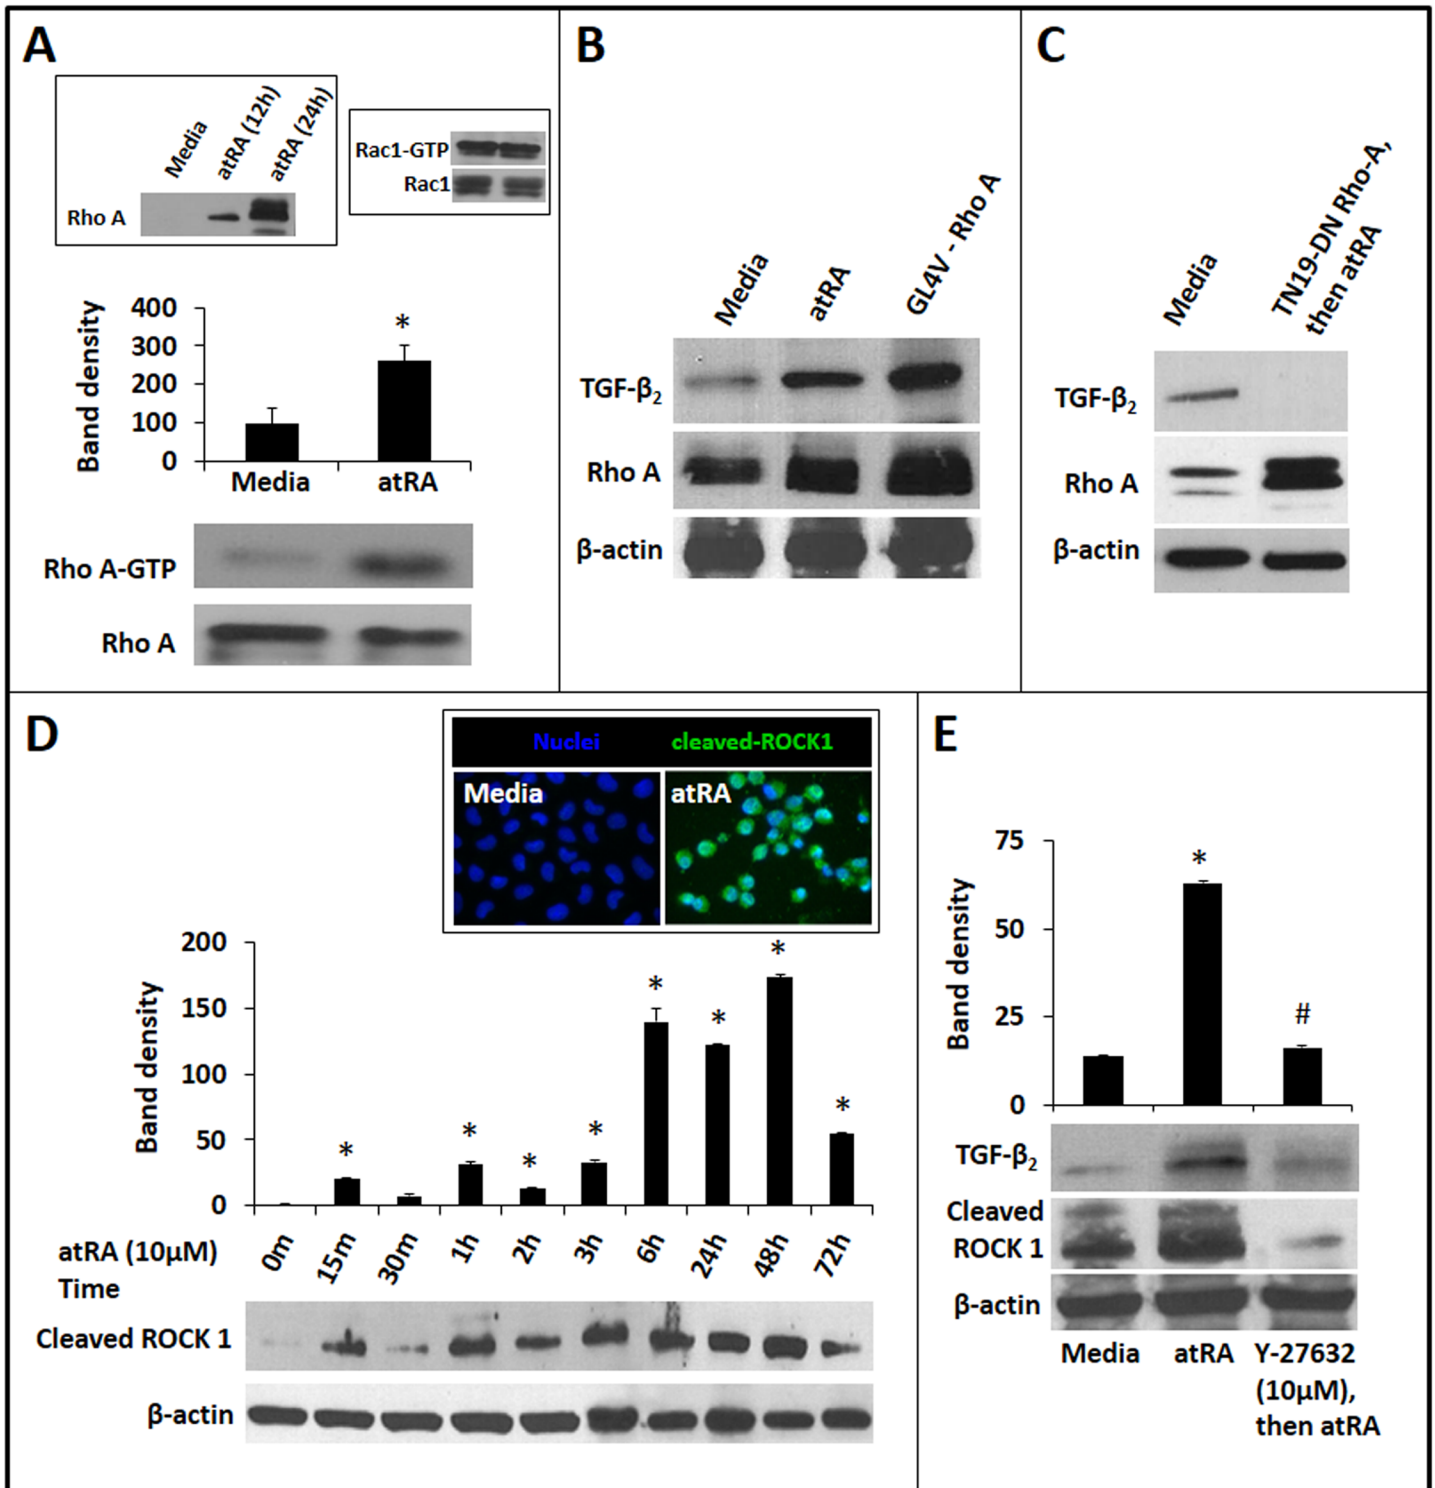 A
Media
atRA (12h)
atRA (24h)
Rho A
Rac1-GTP
Rac1
Band density
400
300
200
100
0
*
Media
atRA
Rho A-GTP
Rho A
B
Media
atRA
GL4V - Rho A
TGF-β2
Rho A
β-actin
C
Media
TN19-DN Rho-A,
then atRA
TGF-β2
Rho A
β-actin
D
Nuclei
cleaved-ROCK1
Media
atRA
Band density
200
150
100
50
0
*
*
*
*
*
*
*
*
atRA (10µM)
Time
0m
15m
30m
1h
2h
3h
6h
24h
48h
72h
Cleaved ROCK 1
β-actin
E
Band density
75
50
25
0
*
#
TGF-β2
Cleaved
ROCK 1
β-actin
Media
atRA
Y-27632
(10µM),
then atRA